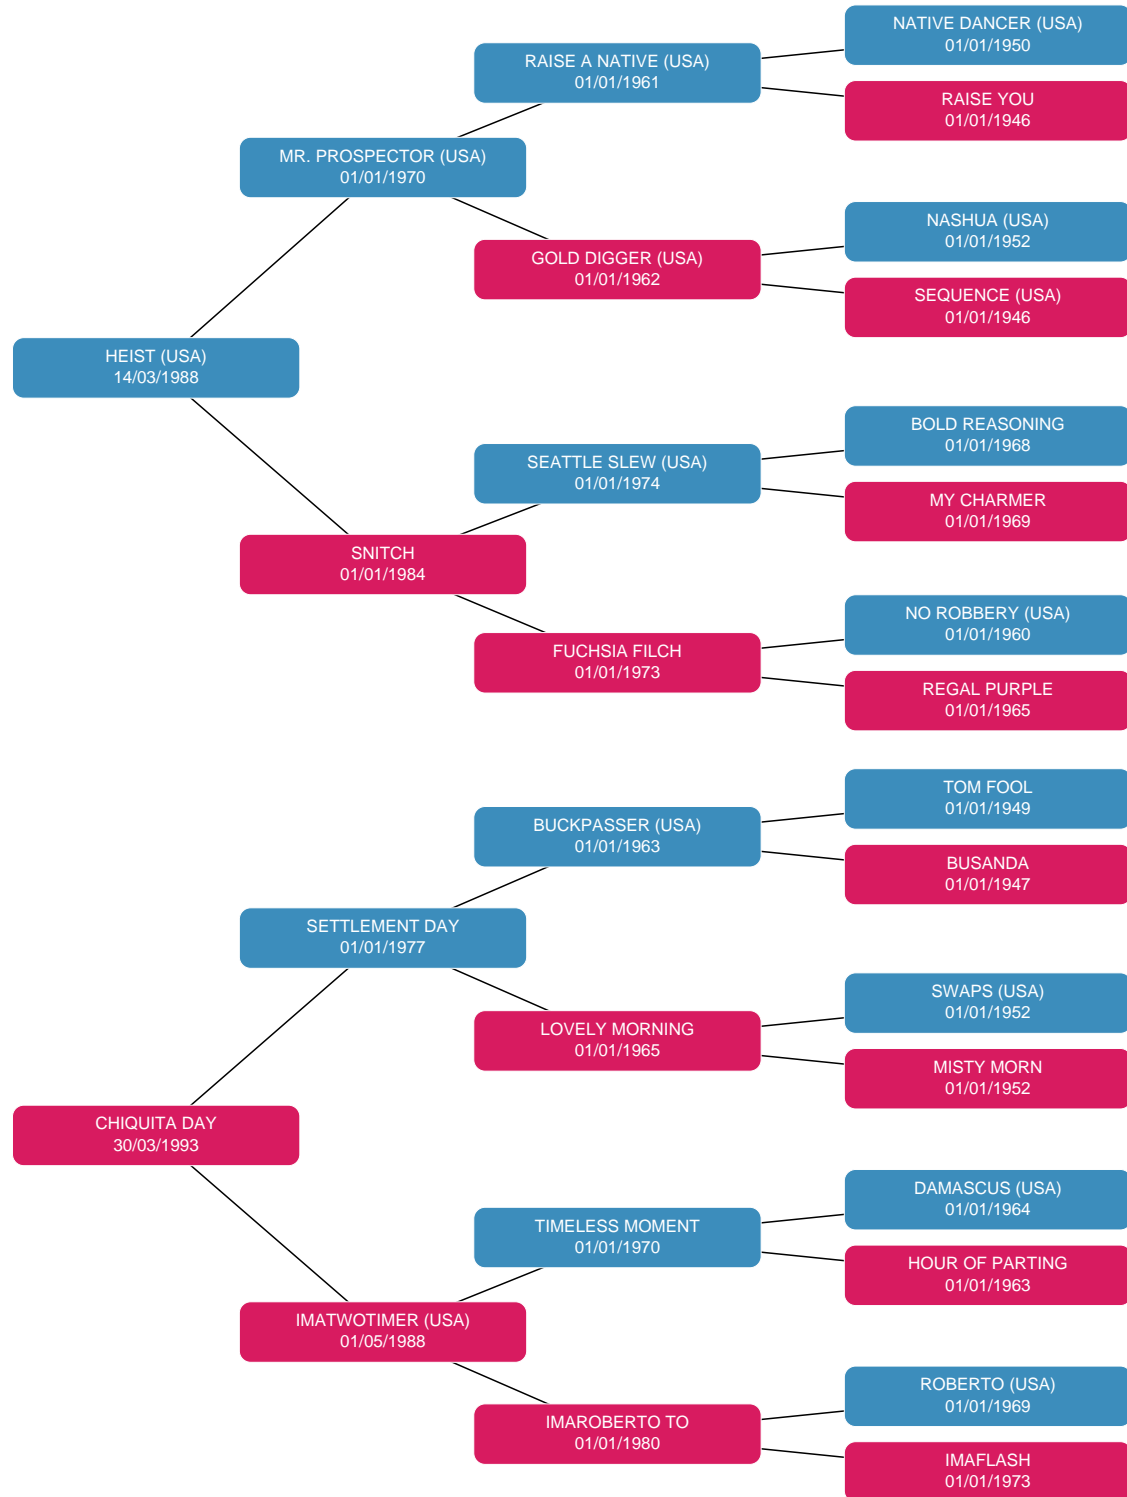 NATIVE DANCER (USA)
01/01/1950
RAISE A NATIVE (USA)
01/01/1961
RAISE YOU
01/01/1946
MR. PROSPECTOR (USA)
01/01/1970
NASHUA (USA)
01/01/1952
GOLD DIGGER (USA)
01/01/1962
SEQUENCE (USA)
01/01/1946
HEIST (USA)
14/03/1988
BOLD REASONING
01/01/1968
SEATTLE SLEW (USA)
01/01/1974
MY CHARMER
01/01/1969
SNITCH
01/01/1984
NO ROBBERY (USA)
01/01/1960
FUCHSIA FILCH
01/01/1973
REGAL PURPLE
01/01/1965
TOM FOOL
01/01/1949
BUCKPASSER (USA)
01/01/1963
BUSANDA
01/01/1947
SETTLEMENT DAY
01/01/1977
SWAPS (USA)
01/01/1952
LOVELY MORNING
01/01/1965
MISTY MORN
01/01/1952
CHIQUITA DAY
30/03/1993
DAMASCUS (USA)
01/01/1964
TIMELESS MOMENT
01/01/1970
HOUR OF PARTING
01/01/1963
IMATWOTIMER (USA)
01/05/1988
ROBERTO (USA)
01/01/1969
IMAROBERTO TO
01/01/1980
IMAFLASH
01/01/1973